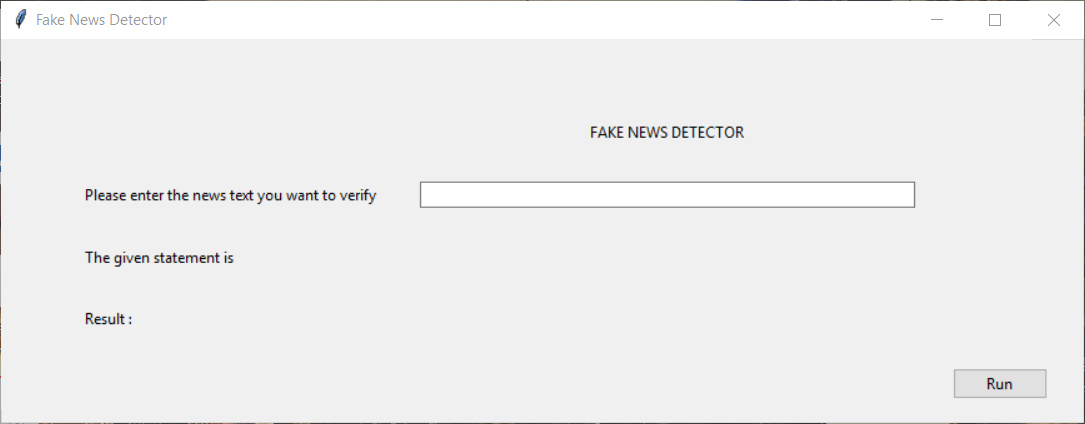 Fake News Detector
FAKE NEWS DETECTOR
Please enter the news text you want to verify
The given statement is
Result :
Run